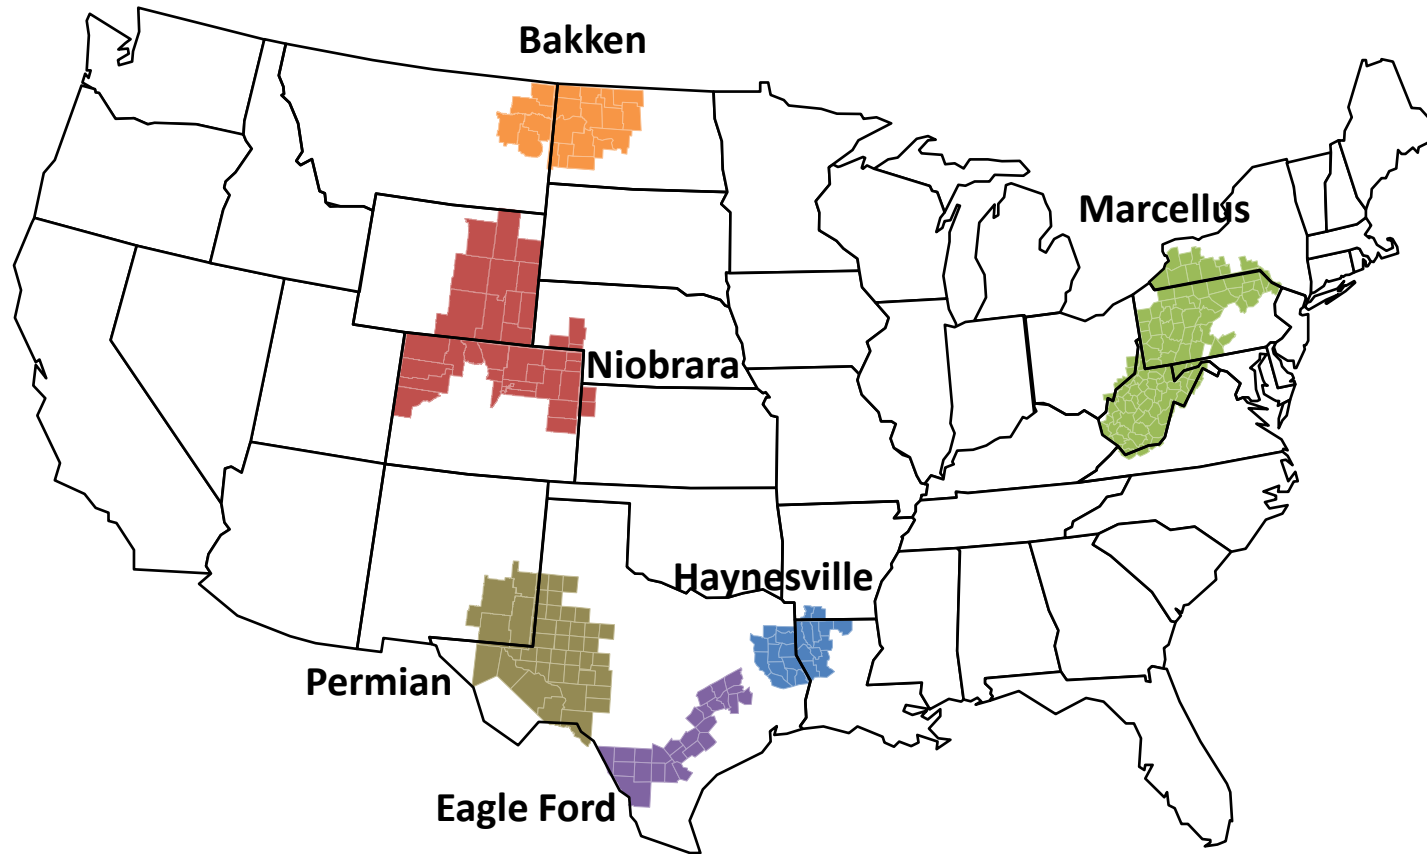 Bakken
Marcellus
Niobrara
Haynesville
Permian
Eagle Ford